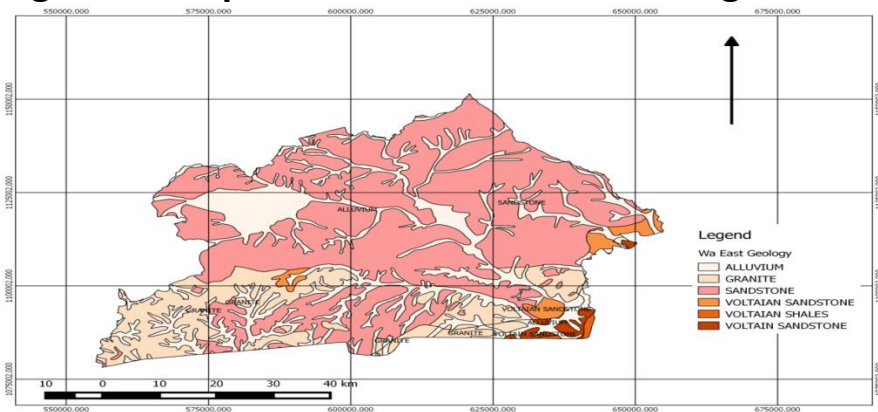 550000.000 575000.000 600000.000 625000.000 650000.000 675000.000
1150002.000
1125002.000
1100002.000
1075002.000
ALLUVIUM
SANDSTONE
GRANITE
GRANITE
VOLTAIAN SANDSTONE
ALLUVIUM
GRANITE
VOLTAIN SANDSTONE
GRANITE
Legend
Wa East Geology
ALLUVIUM
GRANITE
SANDSTONE
VOLTAIAN SANDSTONE
VOLTAIAN SHALES
VOLTAIN SANDSTONE
10 0 10 20 30 40 km
550000.000 575000.000 600000.000 625000.000 650000.000 675000.000